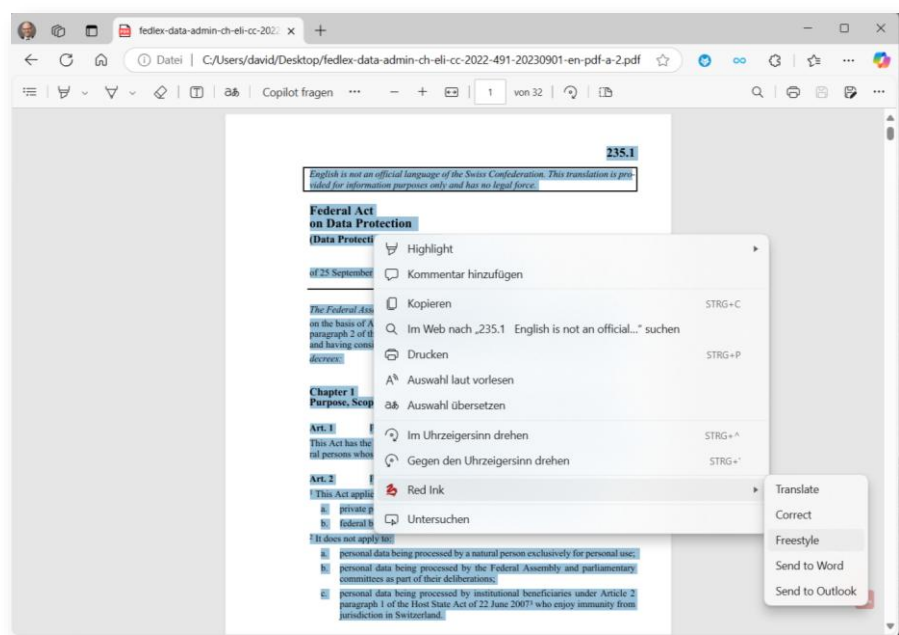 fedlex-data-admin-ch-eli-cc-2022
Datei | C:/Users/david/Desktop/fedlex-data-admin-ch-eli-cc-2022-491-20230901-en-pdf-a-2.pdf
Copilot fragen 1 von 32
235.1
English is not an official language of the Swiss Confederation. This translation is pro-
vided for information purposes only and has no legal force.
Federal Act
on Data Protection
(Data Protecti
of 25 September
The Federal Ass
on the basis of A
paragraph 2 of th
and having consi
decrees:
Chapter 1
Purpose, Scop
Art. 1
This Act has the
ral persons whos
Art. 2
1 This Act applie
a. private p
b. federal b
2 It does not apply to:
a. personal data being processed by a natural person exclusively for personal use;
b. personal data being processed by the Federal Assembly and parliamentary
committees as part of their deliberations;
c. personal data being processed by institutional beneficiaries under Article 2
paragraph 1 of the Host State Act of 22 June 2007³ who enjoy immunity from
jurisdiction in Switzerland.
Highlight
Kommentar hinzufügen
Kopieren STRG+C
Im Web nach „235.1 English is not an official...“ suchen
Drucken STRG+P
Auswahl laut vorlesen
Auswahl übersetzen
Im Uhrzeigersinn drehen STRG+^
Gegen den Uhrzeigersinn drehen STRG+`
Red Ink
Untersuchen
Translate
Correct
Freestyle
Send to Word
Send to Outlook